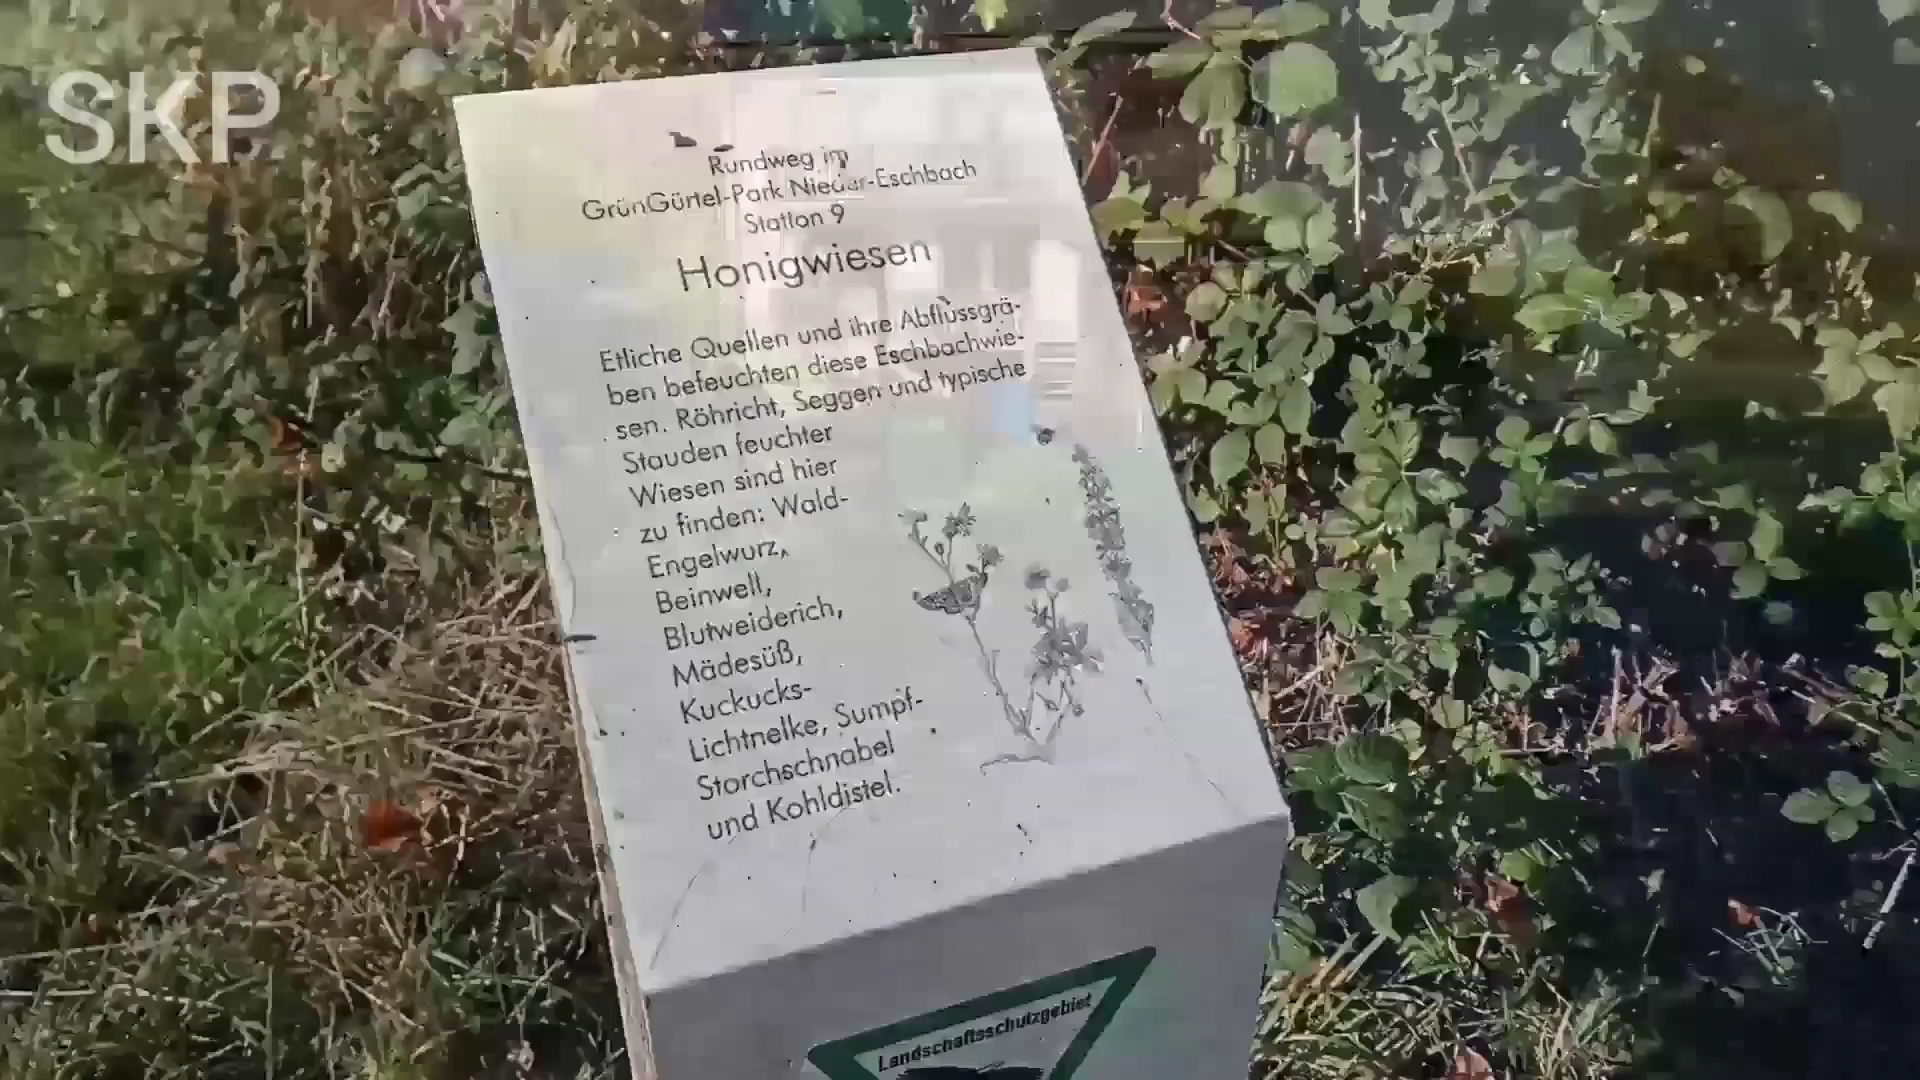 SKP
Rundweg im
GrünGürtel-Park Nieder-Eschbach
Station 9
Honigwiesen
Etliche Quellen und ihre Abflussgrä-
ben befeuchten diese Eschbachwie-
sen. Röhricht, Seggen und typische
Stauden feuchter
Wiesen sind hier
zu finden: Wald-
Engelwurz,
Beinwell,
Blutweiderich,
Mädesüß,
Kuckucks-
Lichtnelke, Sumpf-
Storchschnabel
und Kohldistel.
Landschaftsschutzgebiet